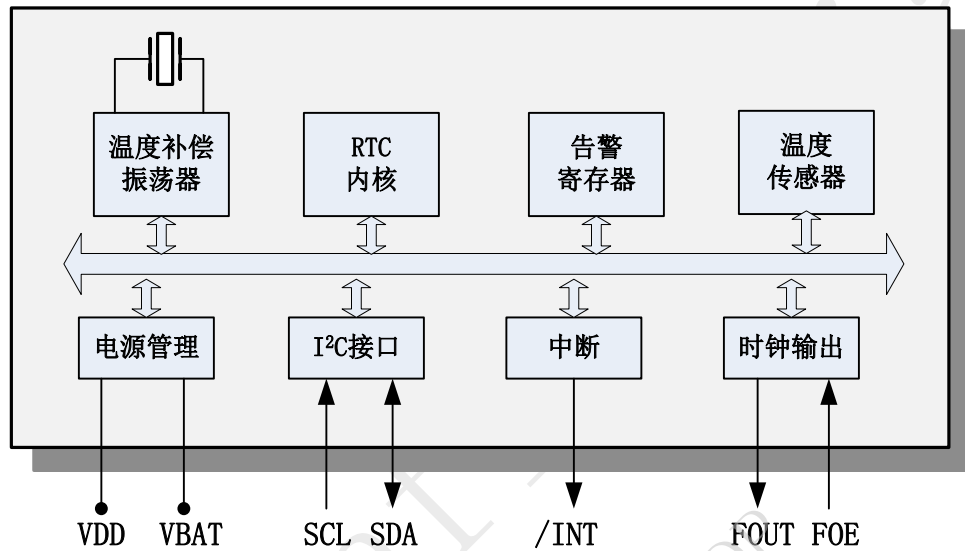 温度补偿
振荡器
RTC
内核
告警
寄存器
温度
传感器
电源管理
I²C接口
中断
时钟输出
VDD VBAT SCL SDA /INT FOUT FOE